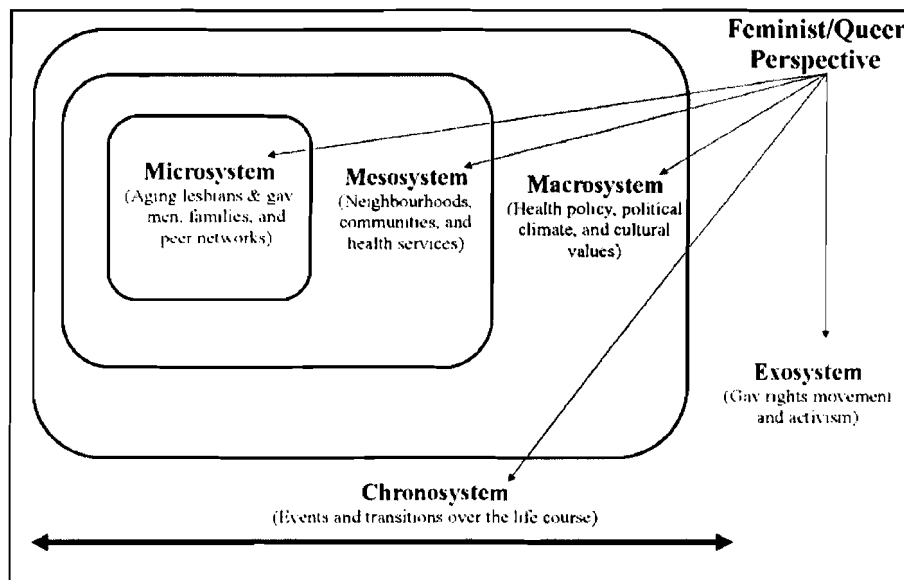 Feminist/Queer
Perspective
Microsystem
(Aging lesbians & gay
men, families, and
peer networks)
Mesosystem
(Neighbourhoods,
communities, and
health services)
Macrosystem
(Health policy, political
climate, and cultural
values)
Exosystem
(Gay rights movement
and activism)
Chronosystem
(Events and transitions over the life course)